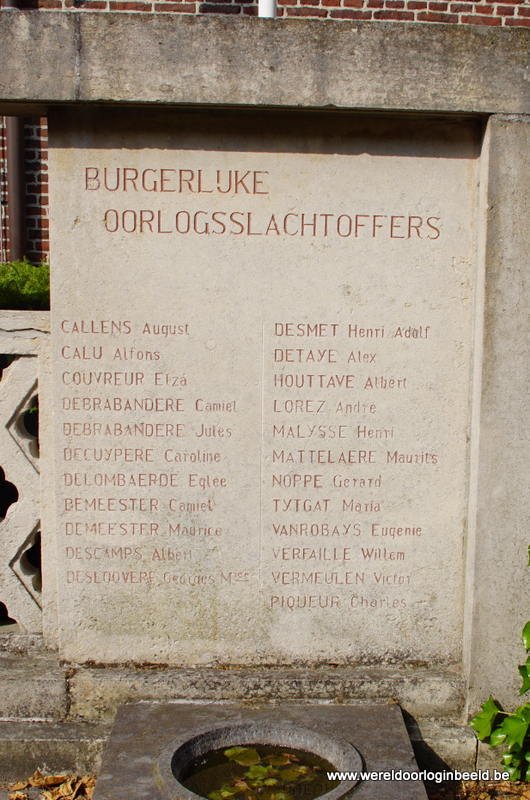 BURGERLIJKE
OORLOGSSLACHTOFFERS
CALLENS August
CALU Alfons
COUVREUR Elza
DEBRABANDERE Camiel
DEBRABANDERE Jules
DECUYPERE Caroline
DELOMBAERDE Eglee
DEMEESTER Camiel
DEMEESTER Maurice
DESCAMPS Albert
DESLOOVERE Georges
DESMET Henri Adolf
DETAYE Alex
HOUTTAVE Albert
LOREZ André
MALYSSE Henri
MATTELAERE Maurits
NOPPE Gerard
TYTGAT Maria
VANROBAYS Eugenie
VERFAILLE Willem
VERMEULEN Victor
PIQUEUR Charles
www.wereldoorloginbeeld.be